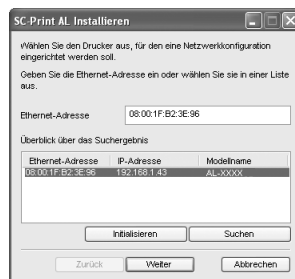 SC-Print AL Installieren
Wählen Sie den Drucker aus, für den eine Netzwerkkonfiguration
eingerichtet werden soll.
Geben Sie die Ethernet-Adresse ein oder wählen Sie sie in einer Liste
aus.
Ethernet-Adresse 08:00:1F:B2:3E:96
Überblick über das Suchergebnis
Ethernet-Adresse IP-Adresse Modellname
08:00:1F:B2:3E:96 192.168.1.43 AL-XXXX
Initialisieren Suchen
Zurück Weiter Abbrechen